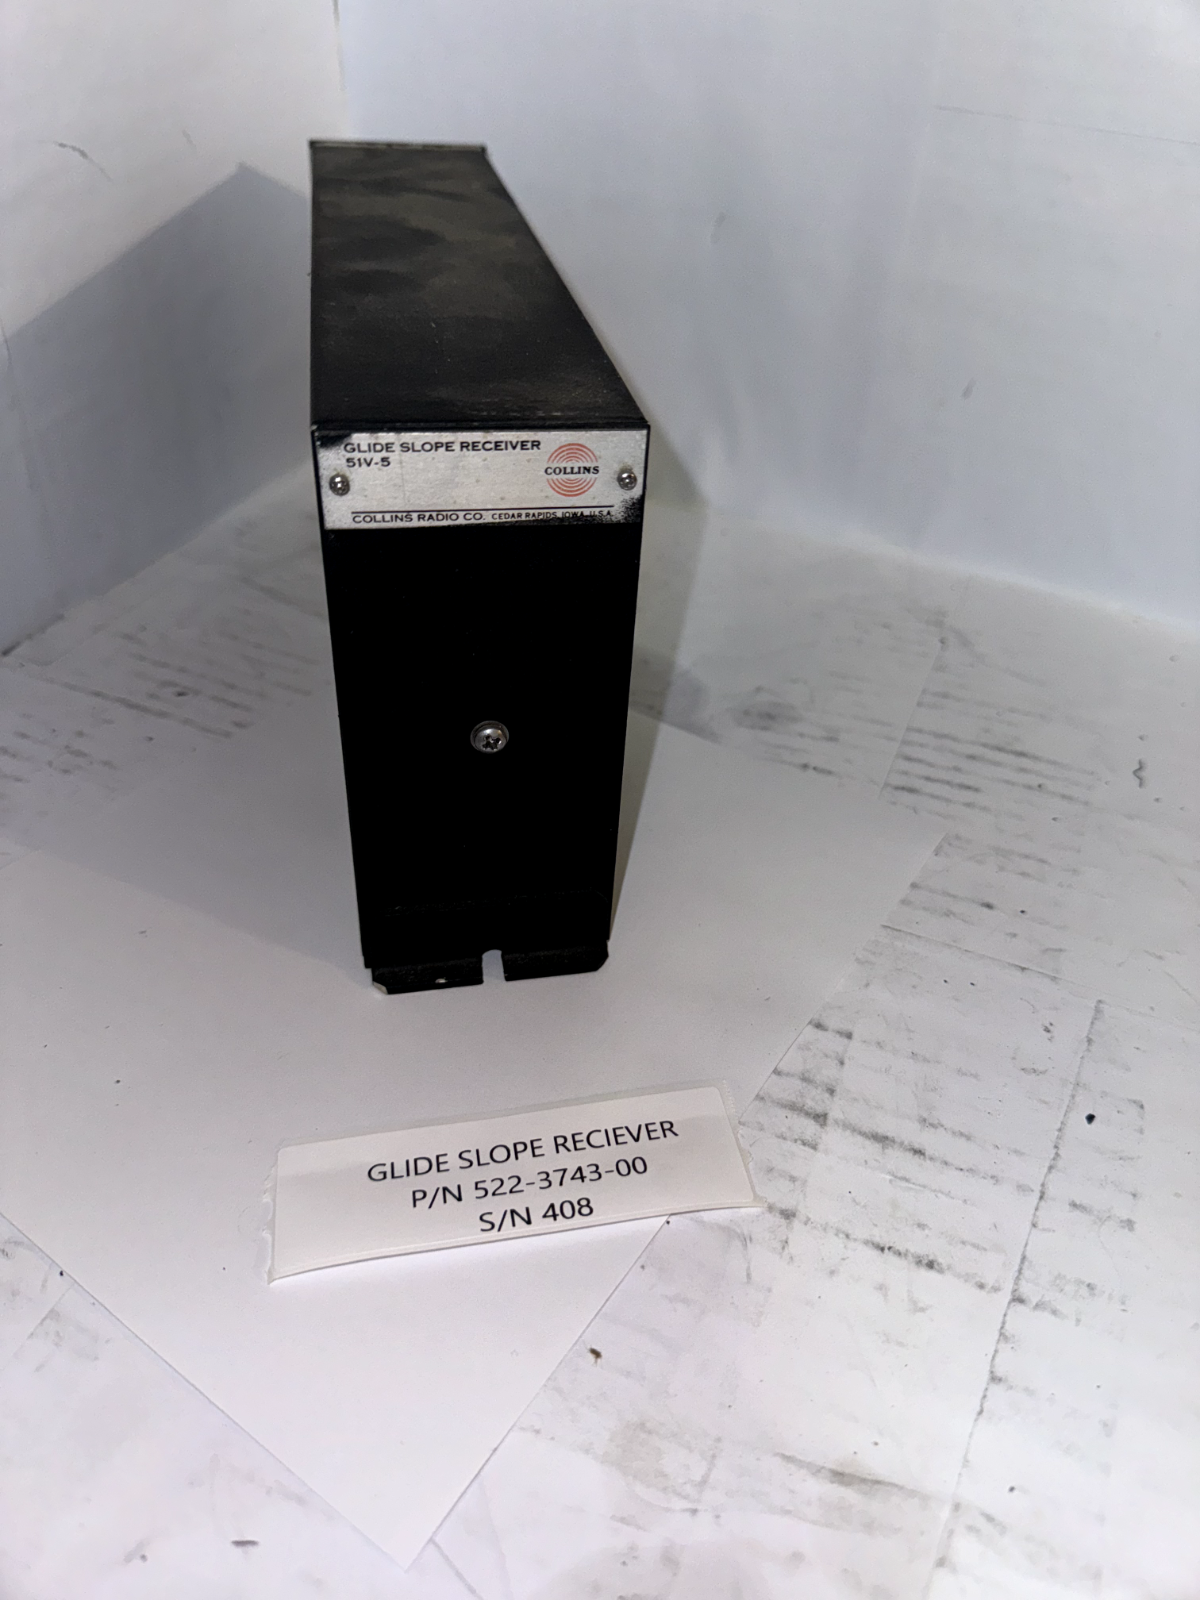 GLIDE SLOPE RECEIVER
51V-5
COLLINS
COLLINS RADIO CO. CEDAR RAPIDS, IOWA, U.S.A.
GLIDE SLOPE RECIEVER
P/N 522-3743-00
S/N 408